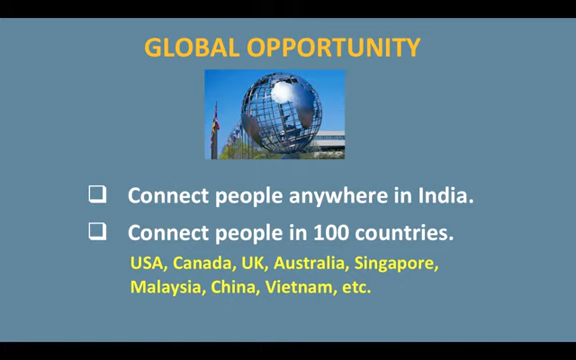 GLOBAL OPPORTUNITY
Connect people anywhere in India.
Connect people in 100 countries.
USA, Canada, UK, Australia, Singapore,
Malaysia, China, Vietnam, etc.